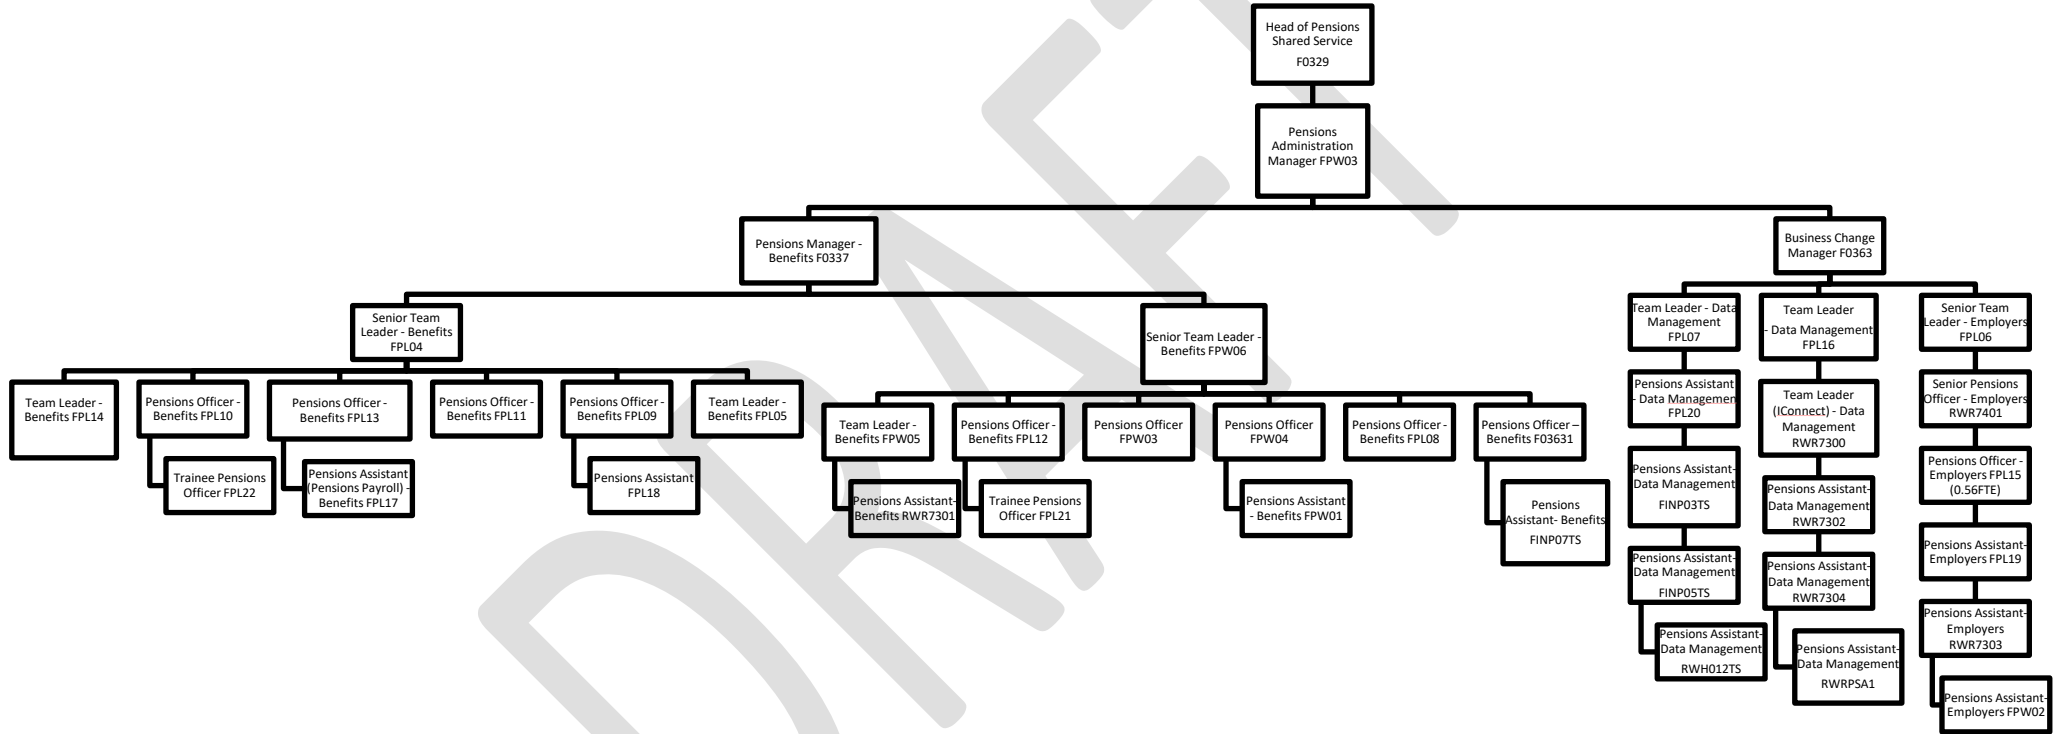 DRAFT
Head of Pensions
Shared Service
F0329
Pensions
Administration
Manager FPW03
Pensions Manager -
Benefits F0337
Business Change
Manager F0363
Senior Team
Leader - Benefits
FPL04
Senior Team Leader -
Benefits FPW06
Team Leader - Data
Management
FPL07
Team Leader
- Data Management
FPL16
Senior Team
Leader - Employers
FPL06
Team Leader -
Benefits FPL14
Pensions Officer -
Benefits FPL10
Pensions Officer -
Benefits FPL13
Pensions Officer -
Benefits FPL11
Pensions Officer -
Benefits FPL09
Team Leader -
Benefits FPL05
Trainee Pensions
Officer FPL22
Pensions Assistant
(Pensions Payroll) -
Benefits FPL17
Pensions Assistant
FPL18
Team Leader -
Benefits FPW05
Pensions Officer -
Benefits FPL12
Pensions Officer
FPW03
Pensions Officer
FPW04
Pensions Officer -
Benefits FPL08
Pensions Officer –
Benefits F03631
Pensions Assistant-
Benefits RWR7301
Trainee Pensions
Officer FPL21
Pensions Assistant
- Benefits FPW01
Pensions
Assistant- Benefits
FINP07TS
Pensions Assistant
- Data Managemen
FPL20
Pensions Assistant-
Data Management
FINP03TS
Pensions Assistant-
Data Management
FINP05TS
Pensions Assistant-
Data Management
RWH012TS
Team Leader
(IConnect) - Data
Management
RWR7300
Pensions Assistant-
Data Management
RWR7302
Pensions Assistant-
Data Management
RWR7304
Pensions Assistant-
Data Management
RWRPSA1
Senior Pensions
Officer - Employers
RWR7401
Pensions Officer -
Employers FPL15
(0.56FTE)
Pensions Assistant-
Employers FPL19
Pensions Assistant-
Employers
RWR7303
Pensions Assistant-
Employers FPW02